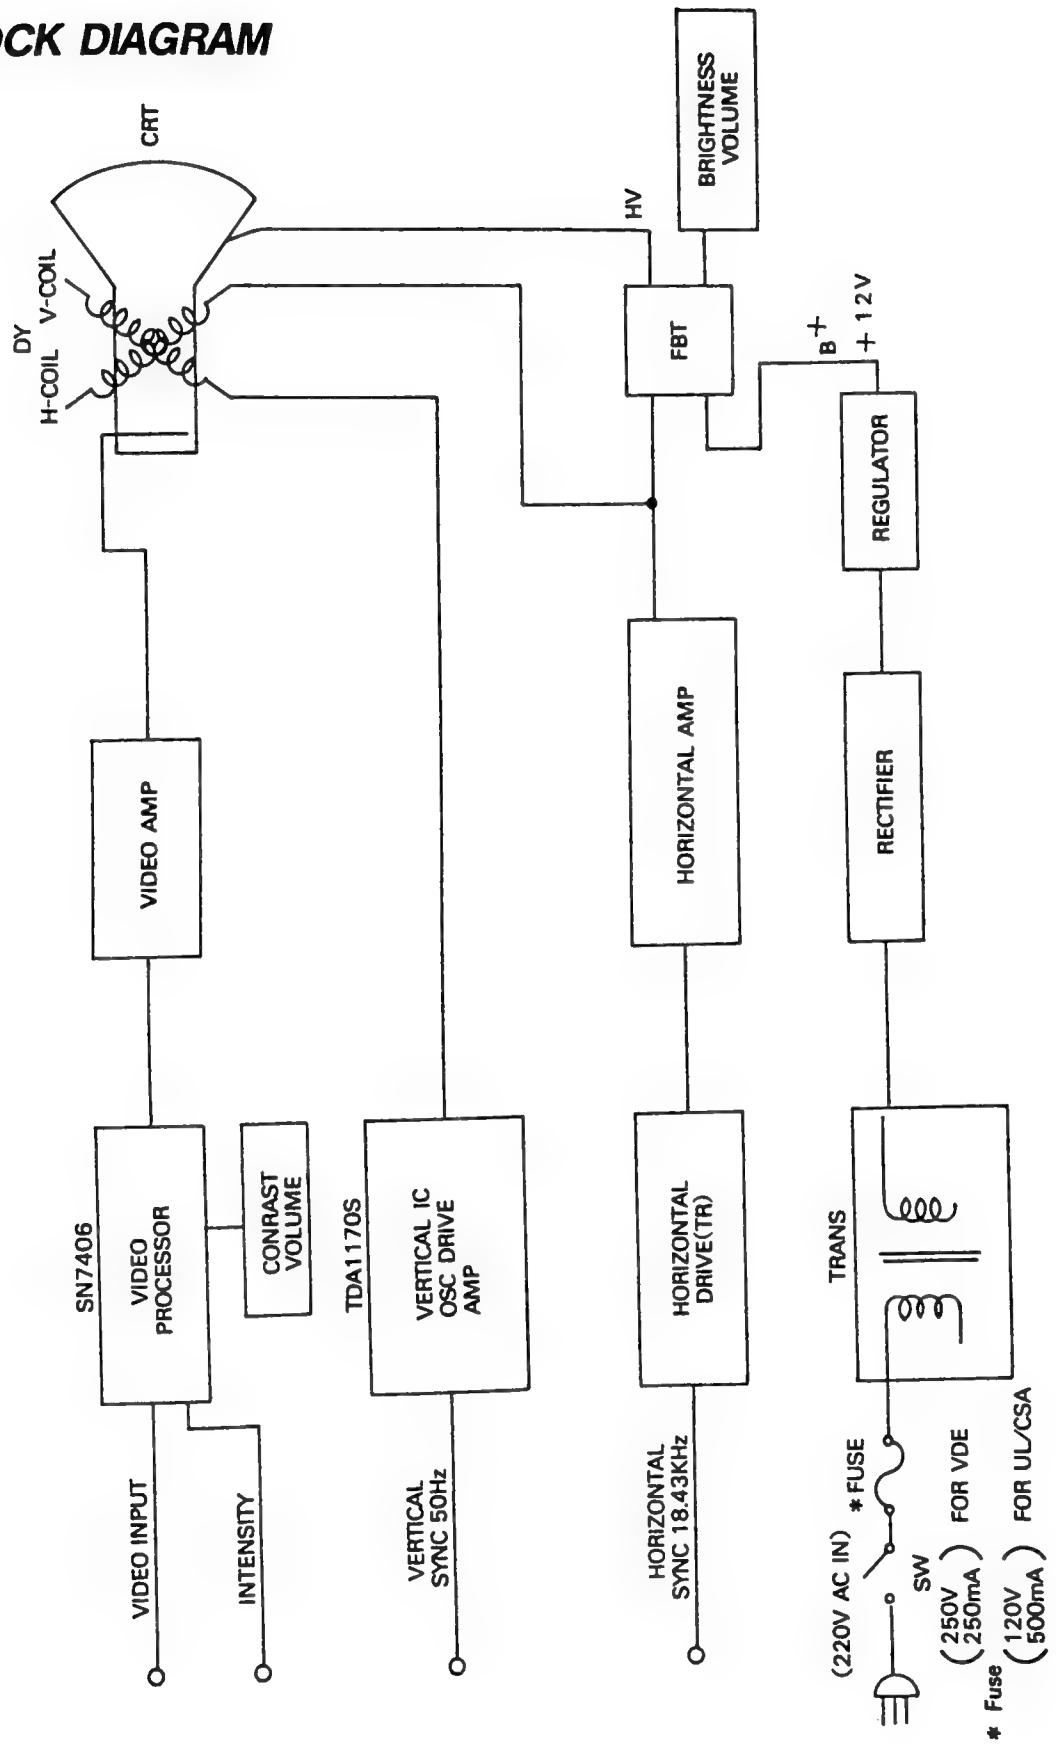 OCK DIAGRAM
CRT
DY
H-COIL V-COIL
HV
BRIGHTNESS
VOLUME
FBT
B+
+12V
REGULATOR
VIDEO AMP
HORIZONTAL AMP
RECTIFIER
SN7406
VIDEO
PROCESSOR
CONRAST
VOLUME
TDA1170S
VERTICAL IC
OSC DRIVE
AMP
HORIZONTAL
DRIVE(TR)
TRANS
VIDEO INPUT
INTENSITY
VERTICAL
SYNC 50Hz
HORIZONTAL
SYNC 18.43KHz
(220V AC IN)
*FUSE
SW
* Fuse
(250V
250mA) FOR VDE
(120V
500mA) FOR UL/CSA